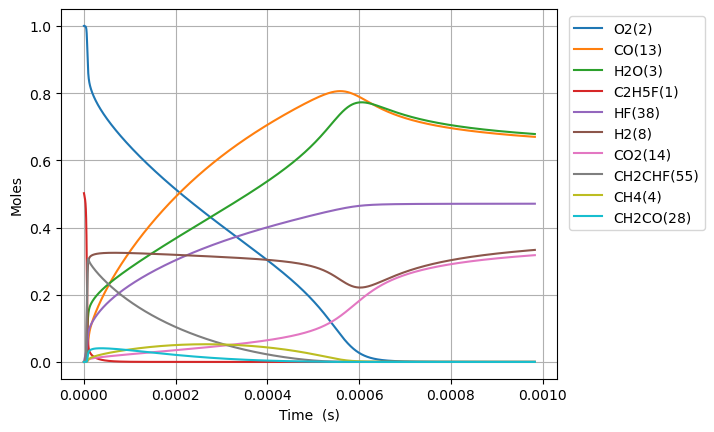 1.0
0.8
0.6
0.4
0.2
0.0
Moles
0.0000
0.0002
0.0004
0.0006
0.0008
0.0010
Time (s)
O2(2)
CO(13)
H2O(3)
C2H5F(1)
HF(38)
H2(8)
CO2(14)
CH2CHF(55)
CH4(4)
CH2CO(28)